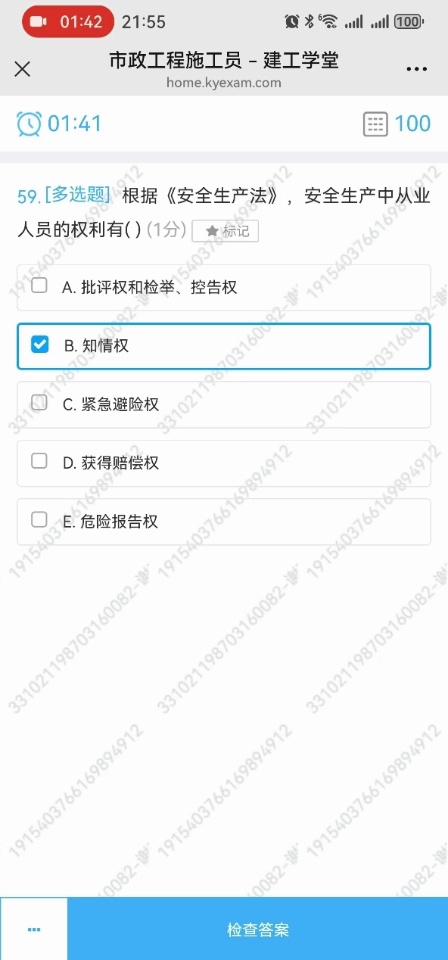 01:42 21:55 6 100
市政工程施工员 – 建工学堂
home.kyexam.com
01:41 100
59.[多选题] 根据《安全生产法》，安全生产中从业
人员的权利有( ) (1分) 标记
A. 批评权和检举、控告权
B. 知情权
C. 紧急避险权
D. 获得赔偿权
E. 危险报告权
1915403766169894912
331021198703160082-谢
检查答案